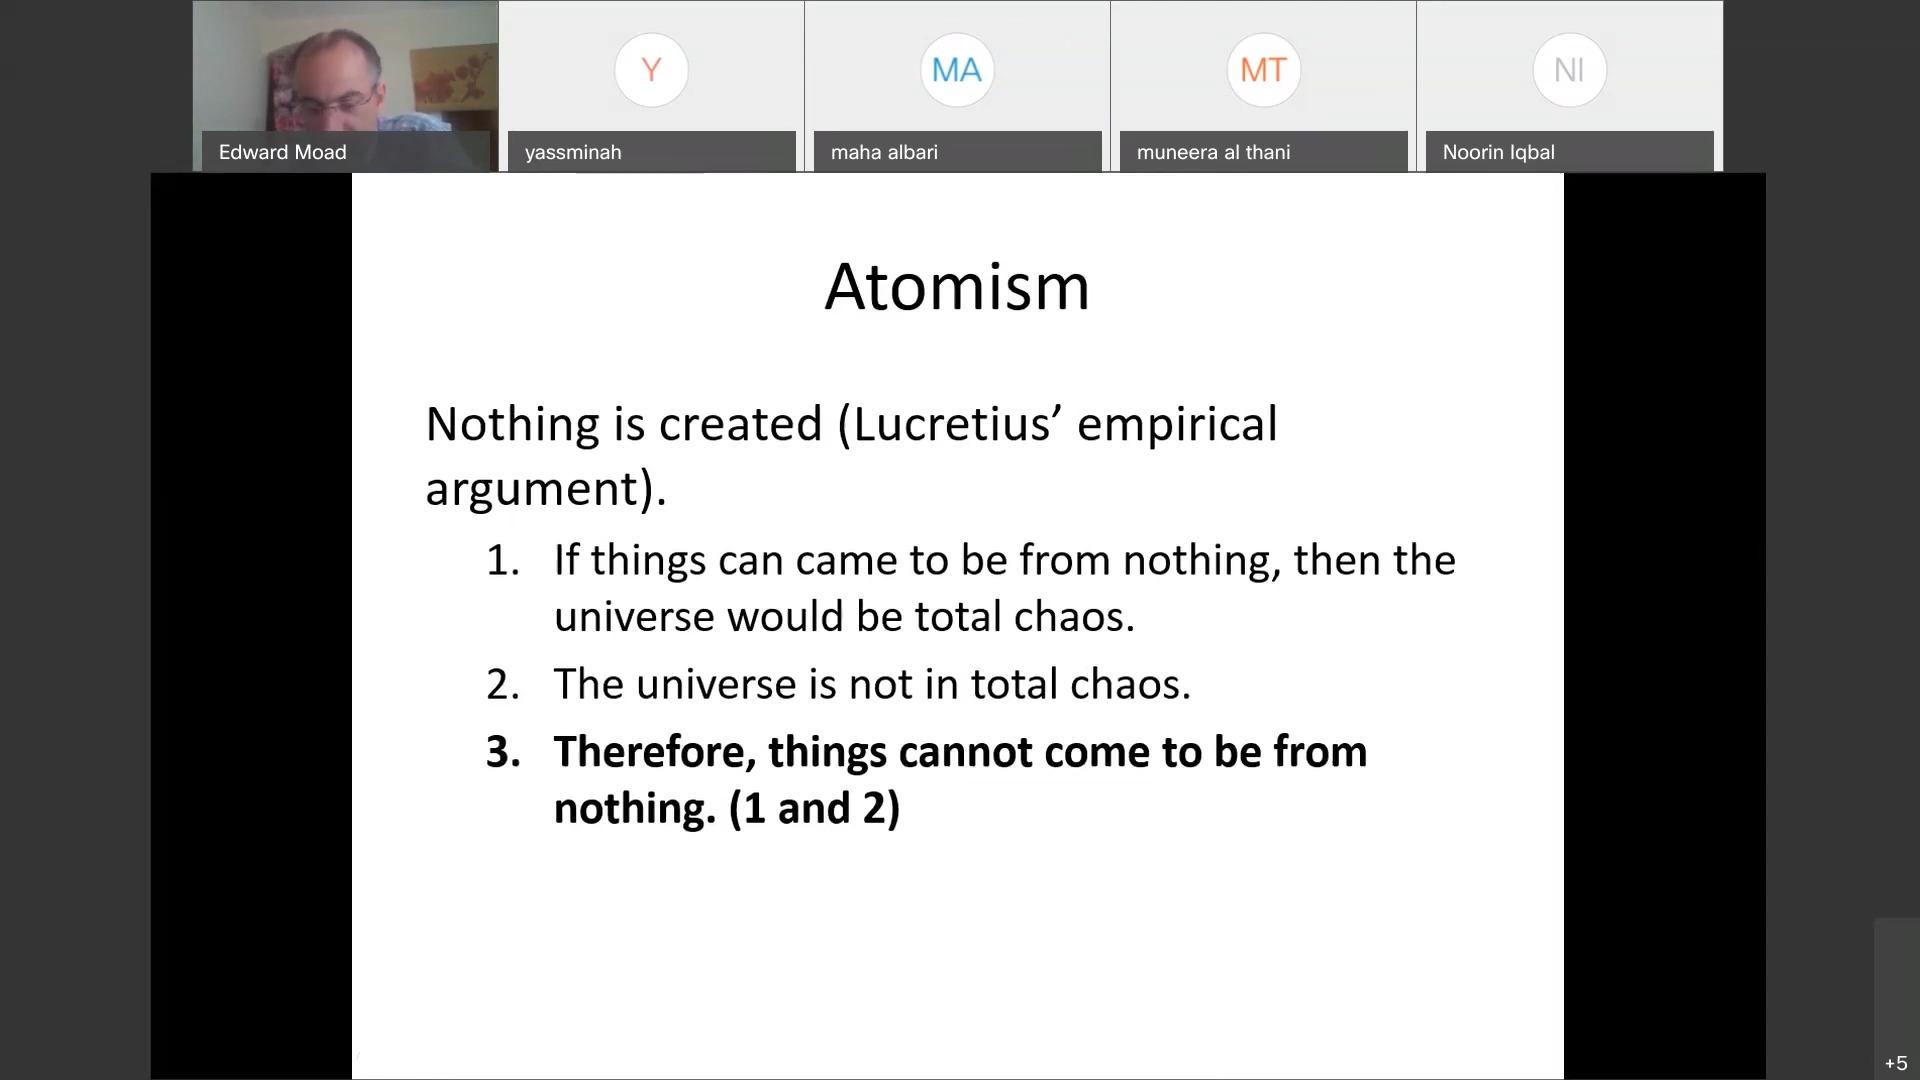 Y
MA
MT
NI
Edward Moad
yassminah
maha albari
muneera al thani
Noorin Iqbal
Atomism
Nothing is created (Lucretius’ empirical
argument).
1. If things can came to be from nothing, then the
universe would be total chaos.
2. The universe is not in total chaos.
3. Therefore, things cannot come to be from
nothing. (1 and 2)
+5